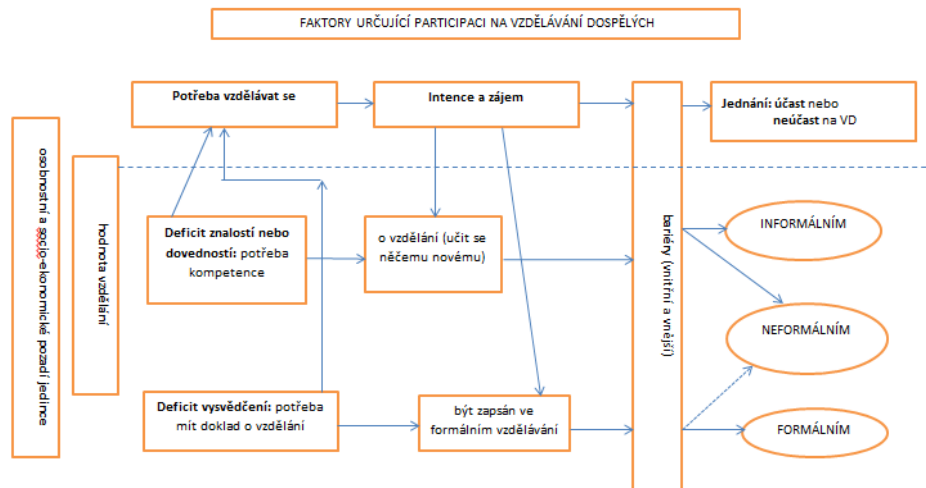 FAKTORY URČUJÍCÍ PARTICIPACI NA VZDĚLÁVÁNÍ DOSPĚLÝCH
Potřeba vzdělávat se
Intence a zájem
Jednání: účast nebo
neúčast na VD
osobnostní a socio-ekonomické pozadí jedince
hodnota vzdělání
Deficit znalostí nebo
dovedností: potřeba
kompetence
o vzdělání (učit se
něčemu novému)
bariéry (vnitřní a vnější)
INFORMÁLNÍM
NEFORMÁLNÍM
Deficit vysvědčení: potřeba
mít doklad o vzdělání
být zapsán ve
formálním vzdělávání
FORMÁLNÍM